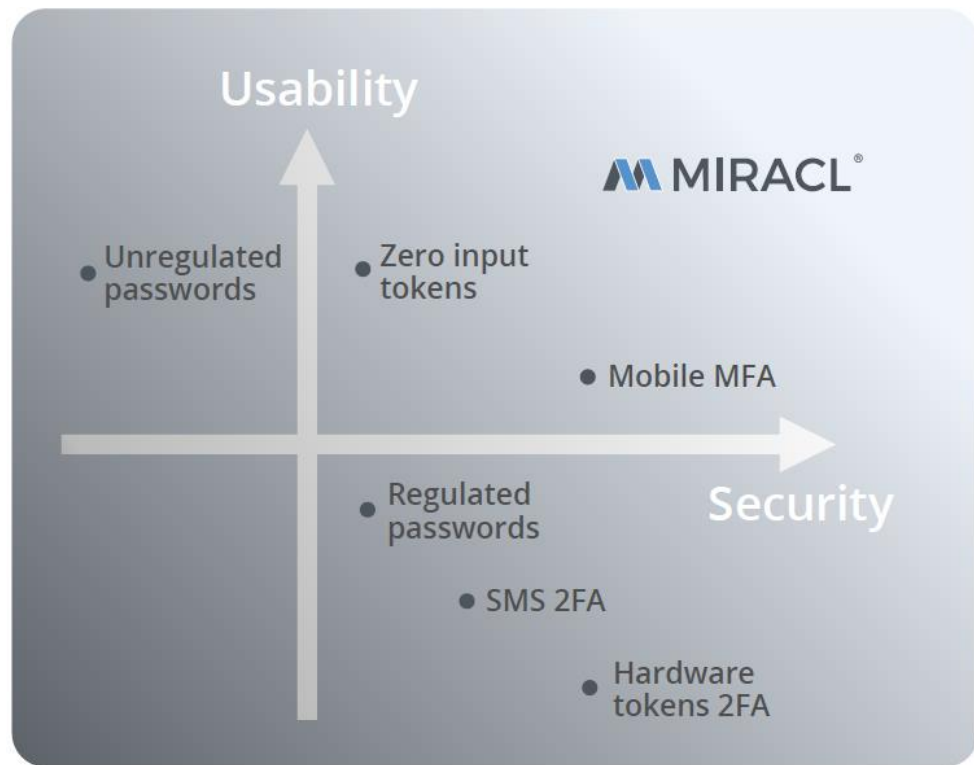 Usability
MIRACL®
Unregulated
passwords
Zero input
tokens
Mobile MFA
Security
Regulated
passwords
SMS 2FA
Hardware
tokens 2FA